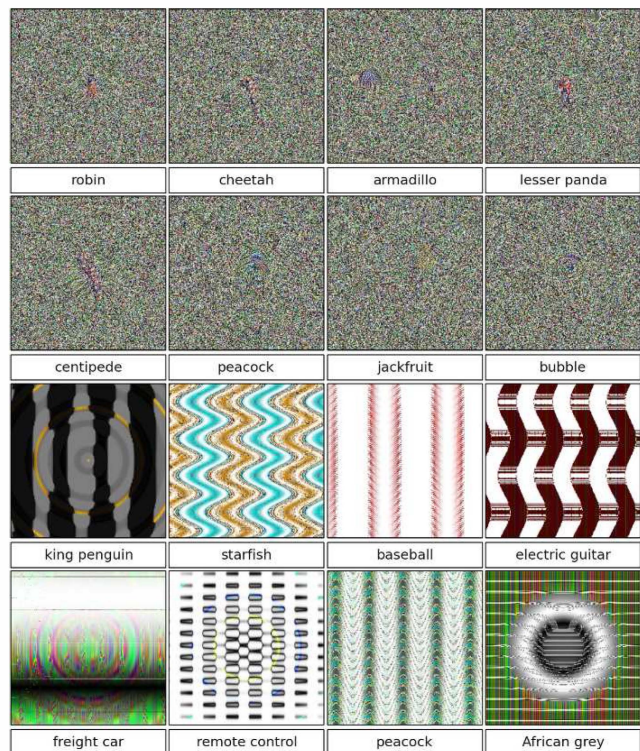 robin
cheetah
armadillo
lesser panda
centipede
peacock
jackfruit
bubble
king penguin
starfish
baseball
electric guitar
freight car
remote control
peacock
African grey